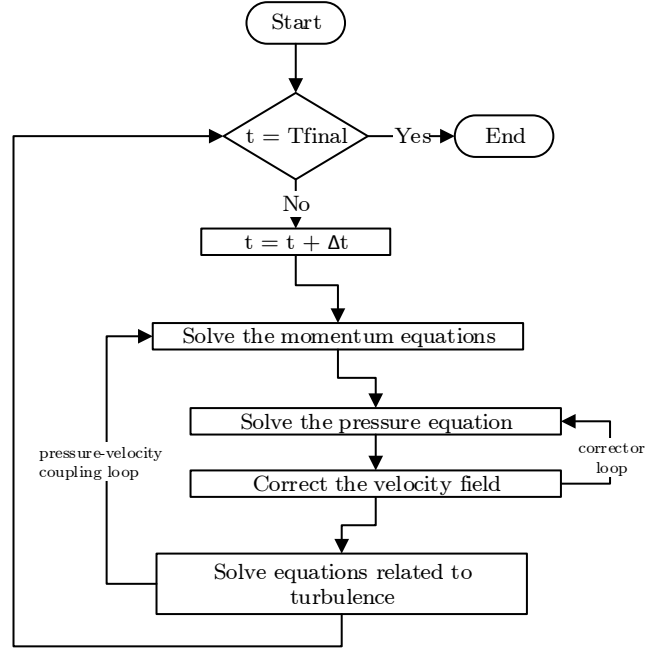 Start
t = Tfinal
Yes
End
No
t = t + Δt
Solve the momentum equations
Solve the pressure equation
pressure-velocity
coupling loop
corrector
loop
Correct the velocity field
Solve equations related to
turbulence